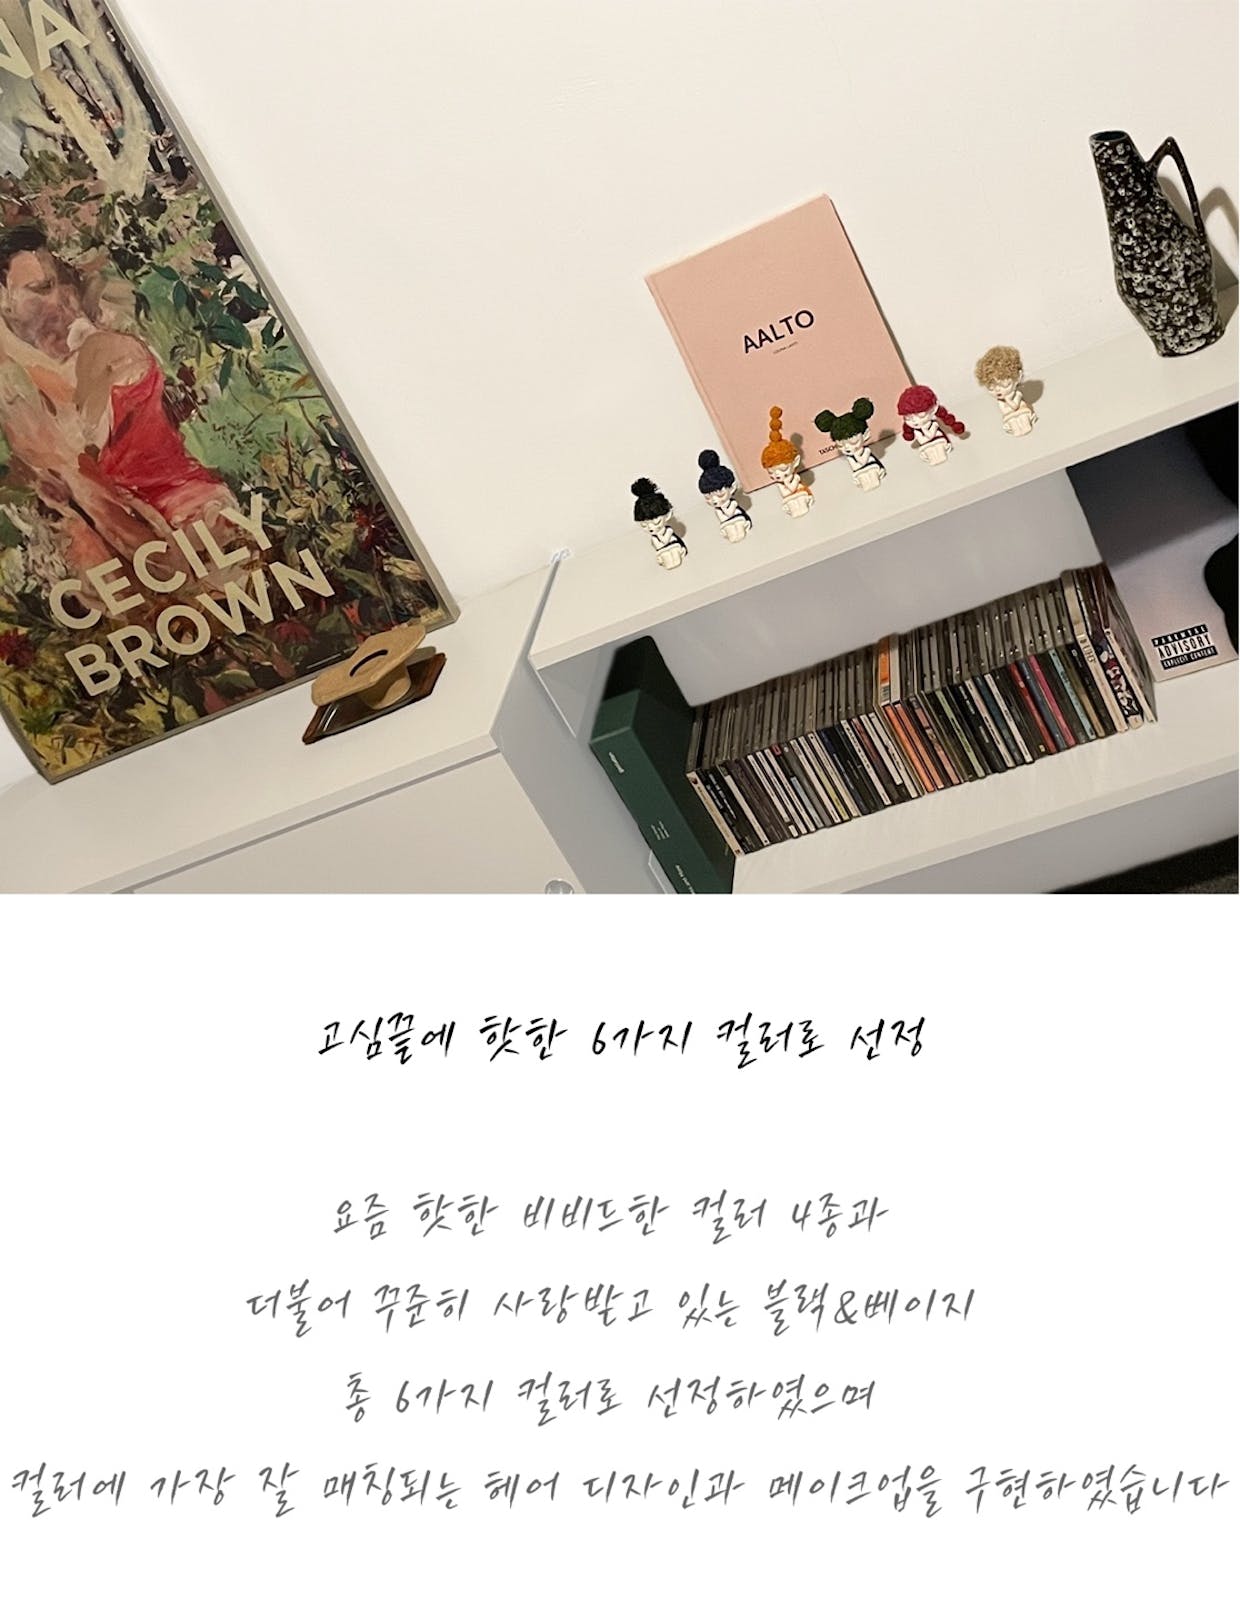 NA
CECILY
BROWN
AALTO
TASCHEN
PARENTAL
ADVISORY
EXPLICIT CONTENT
고심끝에 핫한 6가지 컬러로 선정
요즘 핫한 비비드한 컬러 4종과
더불어 꾸준히 사랑받고 있는 블랙&베이지
총 6가지 컬러로 선정하였으며
컬러에 가장 잘 매칭되는 헤어 디자인과 메이크업을 구현하였습니다